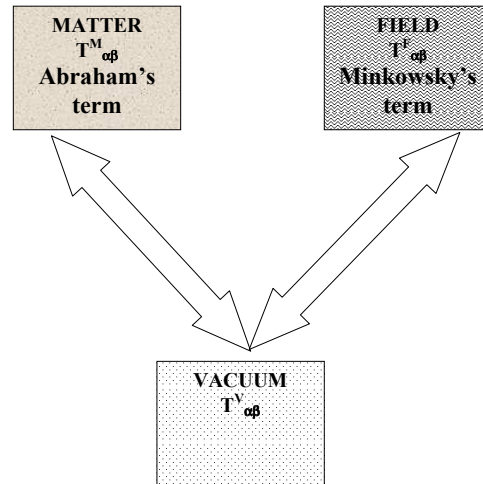 MATTER
T^M_αβ
Abraham's
term
FIELD
T^F_αβ
Minkowsky's
term
VACUUM
T^V_αβ